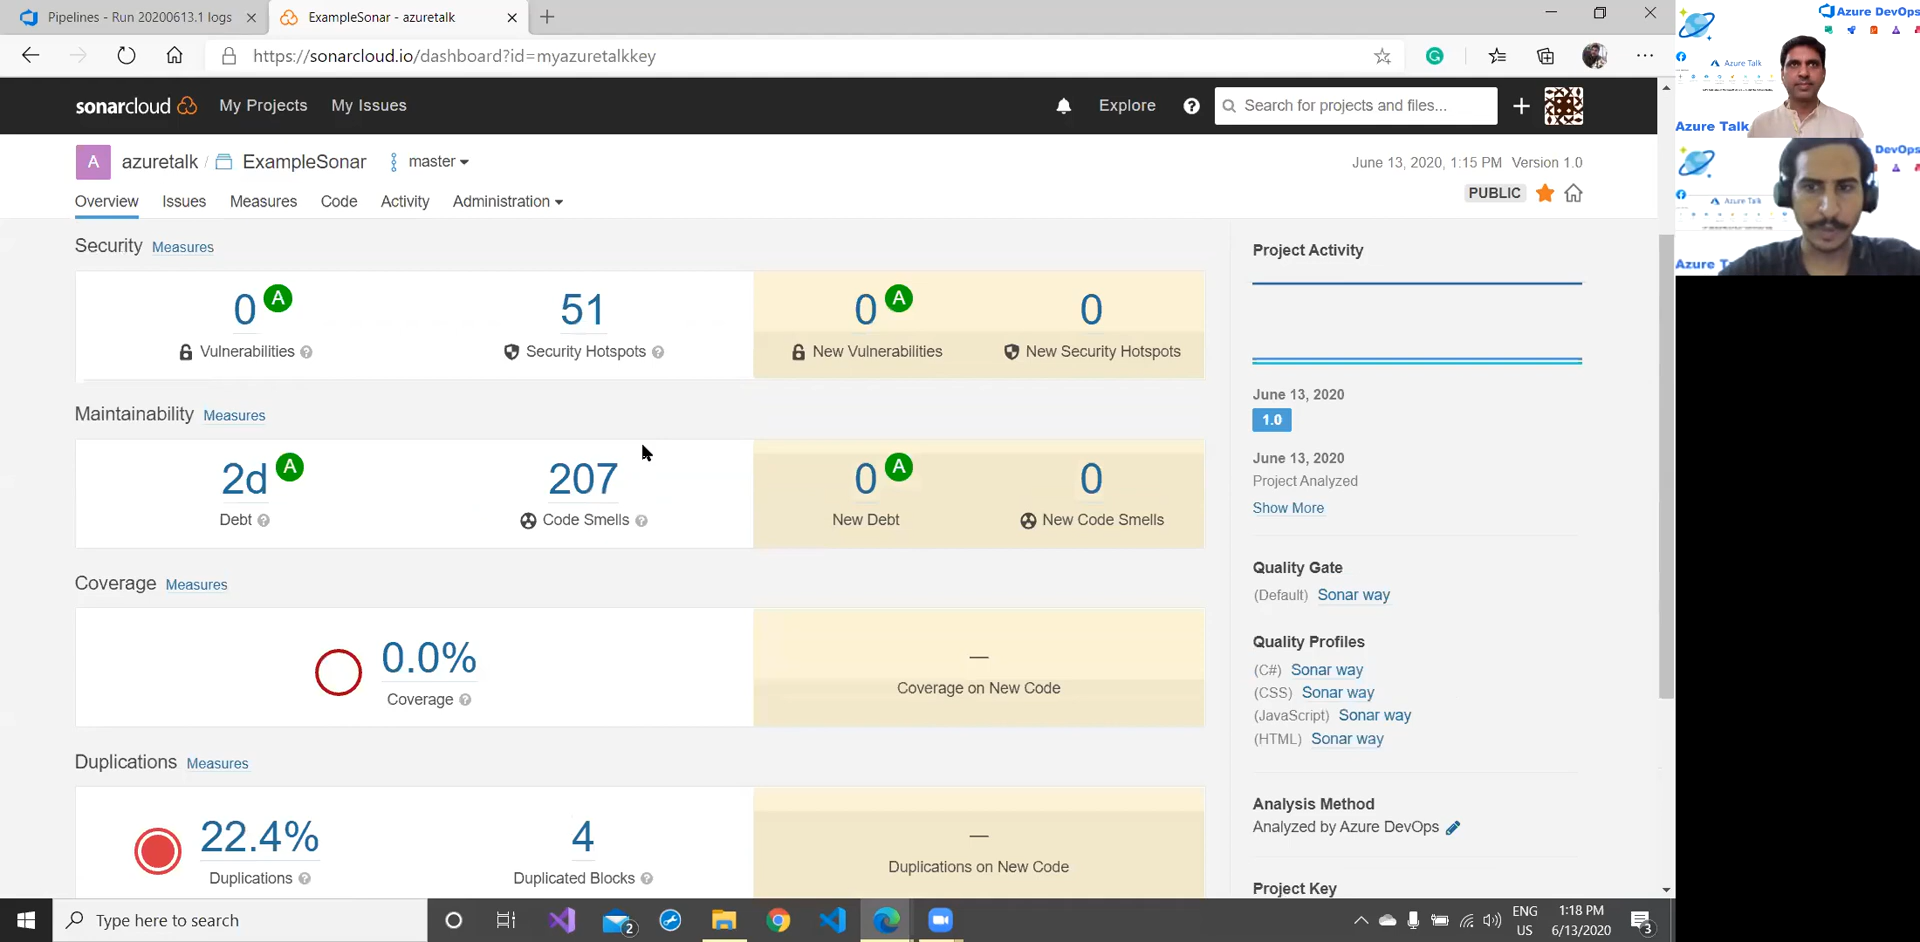 Pipelines - Run 20200613.1 logs
ExampleSonar - azuretalk
https://sonarcloud.io/dashboard?id=myazuretalkkey
sonarcloud My Projects My Issues
Explore Search for projects and files...
A azuretalk / ExampleSonar master
June 13, 2020, 1:15 PM Version 1.0
Overview Issues Measures Code Activity Administration
PUBLIC
Security Measures
0 A 51 0 A 0
Vulnerabilities Security Hotspots New Vulnerabilities New Security Hotspots
Maintainability Measures
2d A 207 0 A 0
Debt Code Smells New Debt New Code Smells
Coverage Measures
0.0% —
Coverage Coverage on New Code
Duplications Measures
22.4% 4 —
Duplications Duplicated Blocks Duplications on New Code
Project Activity
June 13, 2020
1.0
June 13, 2020
Project Analyzed
Show More
Quality Gate
(Default) Sonar way
Quality Profiles
(C#) Sonar way
(CSS) Sonar way
(JavaScript) Sonar way
(HTML) Sonar way
Analysis Method
Analyzed by Azure DevOps
Project Key
Azure DevOps
Azure Talk
Azure Talk
DevOps
Azure Talk
Azure
Type here to search
2
ENG
US
1:18 PM
6/13/2020
3